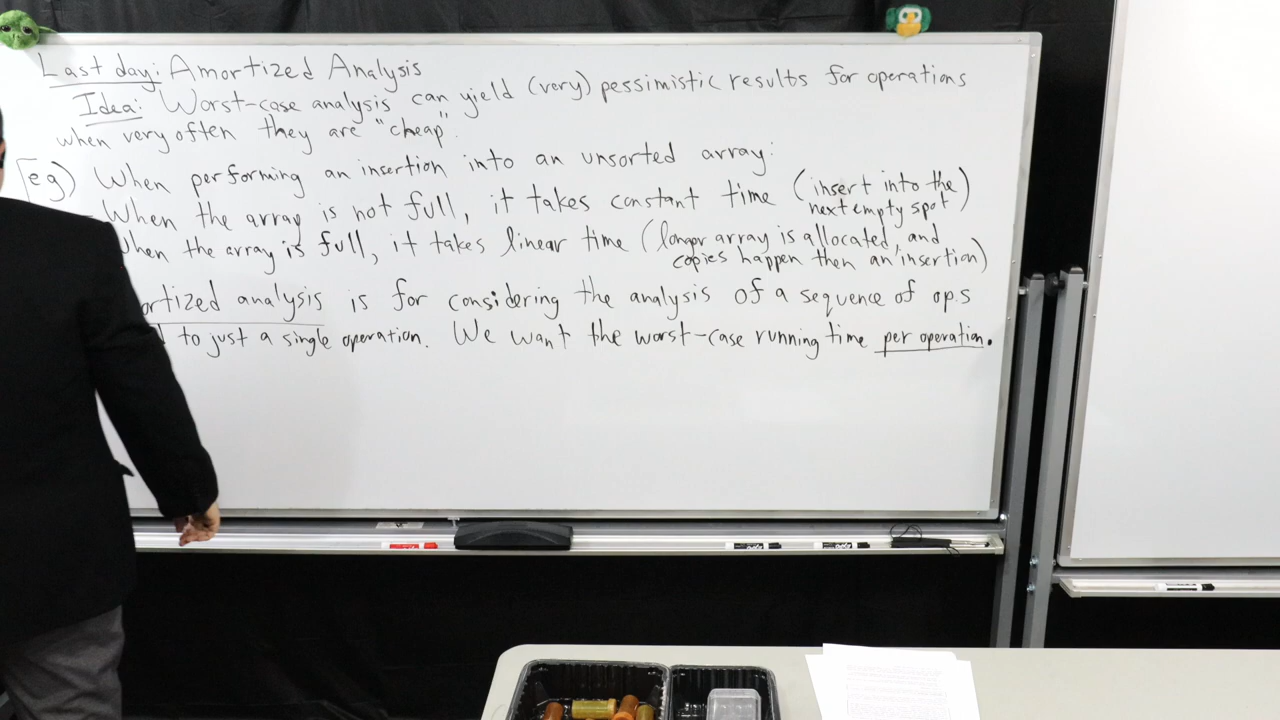 Last day: Amortized Analysis
Idea: Worst-case analysis can yield (very) pessimistic results for operations
when very often they are "cheap".
eg) When performing an insertion into an unsorted array:
- When the array is not full, it takes constant time (insert into the
next empty spot)
When the array is full, it takes linear time (longer array is allocated, and
copies happen then an insertion)
ortized analysis is for considering the analysis of a sequence of ops
to just a single operation. We want the worst-case running time per operation.